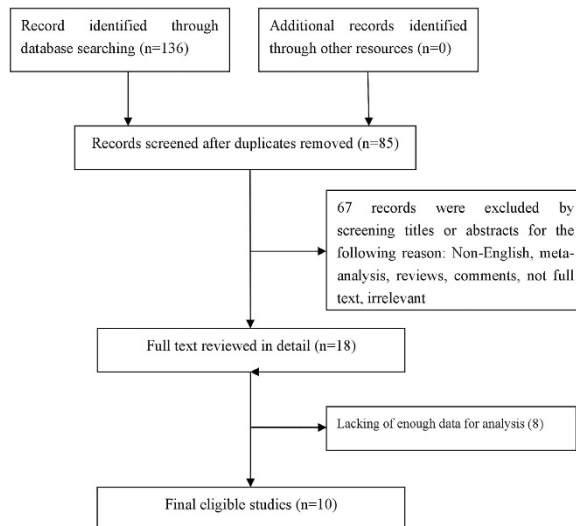 Record identified through
database searching (n=136)
Additional records identified
through other resources (n=0)
Records screened after duplicates removed (n=85)
67 records were excluded by
screening titles or abstracts for the
following reason: Non-English, meta-
analysis, reviews, comments, not full
text, irrelevant
Full text reviewed in detail (n=18)
Lacking of enough data for analysis (8)
Final eligible studies (n=10)